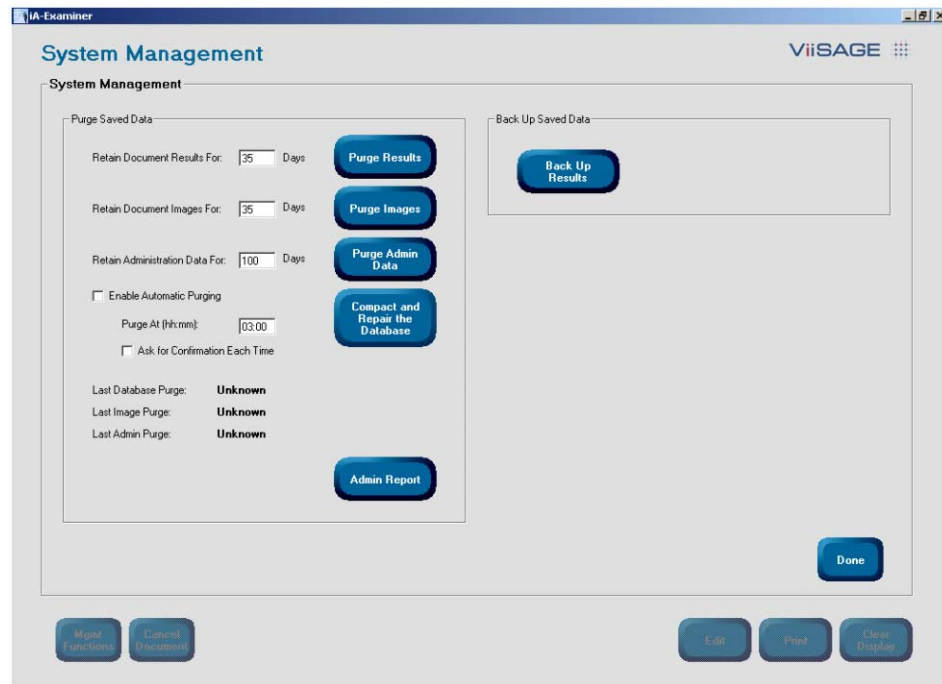 iA-Examiner
System Management
ViiSAGE
System Management
Purge Saved Data
Retain Document Results For: 35 Days
Purge Results
Retain Document Images For: 35 Days
Purge Images
Retain Administration Data For: 100 Days
Purge Admin
Data
Enable Automatic Purging
Purge At (hh:mm): 03:00
Ask for Confirmation Each Time
Compact and
Repair the
Database
Last Database Purge: Unknown
Last Image Purge: Unknown
Last Admin Purge: Unknown
Admin Report
Back Up Saved Data
Back Up
Results
Done
Mgmt
Functions
Cancel
Document
Edit
Print
Clear
Display